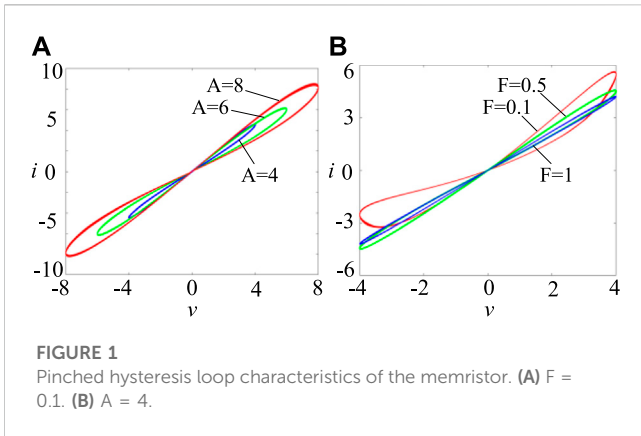 A
B
10
5
i 0
-5
-10
-8
-4
0
4
8
v
A=8
A=6
A=4
6
3
i 0
-3
-6
-4
-2
0
2
4
v
F=0.5
F=0.1
F=1
FIGURE 1
Pinched hysteresis loop characteristics of the memristor. (A) F =
0.1. (B) A = 4.